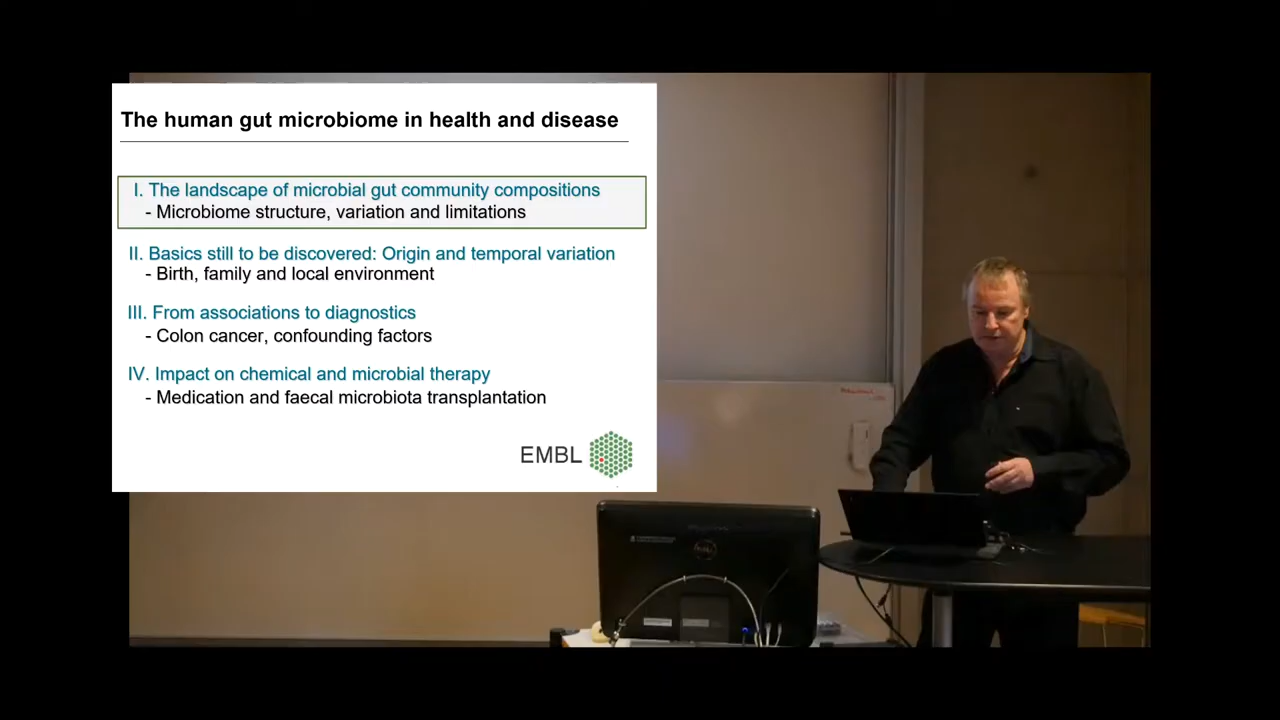 The human gut microbiome in health and disease
I. The landscape of microbial gut community compositions
- Microbiome structure, variation and limitations
II. Basics still to be discovered: Origin and temporal variation
- Birth, family and local environment
III. From associations to diagnostics
- Colon cancer, confounding factors
IV. Impact on chemical and microbial therapy
- Medication and faecal microbiota transplantation
EMBL
DELL